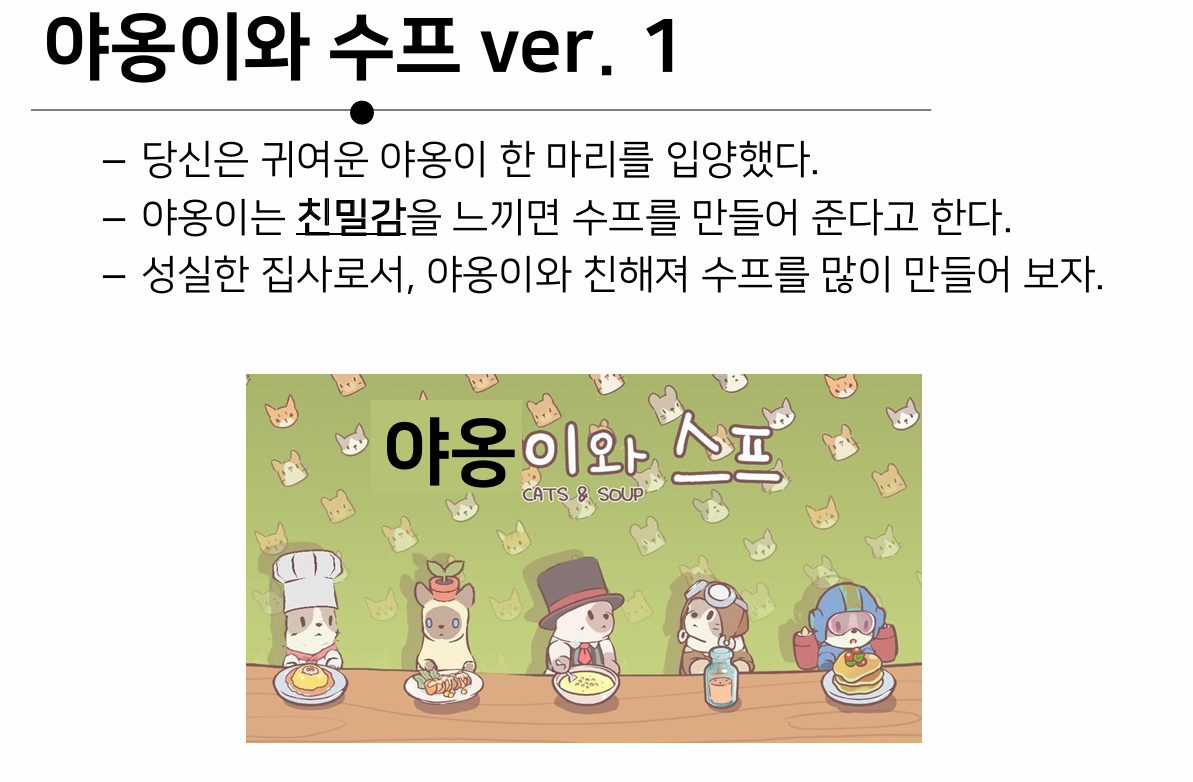 야옹이와 수프 ver. 1
– 당신은 귀여운 야옹이 한 마리를 입양했다.
– 야옹이는 친밀감을 느끼면 수프를 만들어 준다고 한다.
– 성실한 집사로서, 야옹이와 친해져 수프를 많이 만들어 보자.
야옹이와 스프
CATS & SOUP